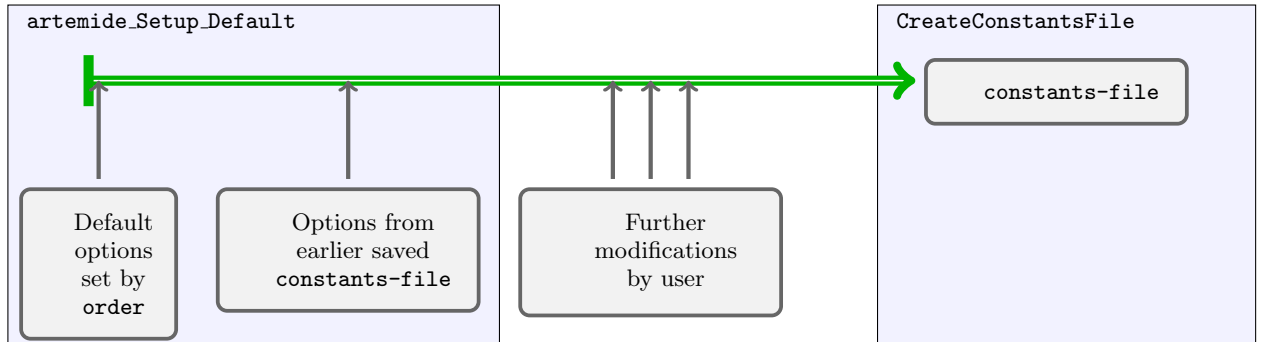 artemide_Setup_Default
CreateConstantsFile
constants-file
Default
options
set by
order
Options from
earlier saved
constants-file
Further
modifications
by user